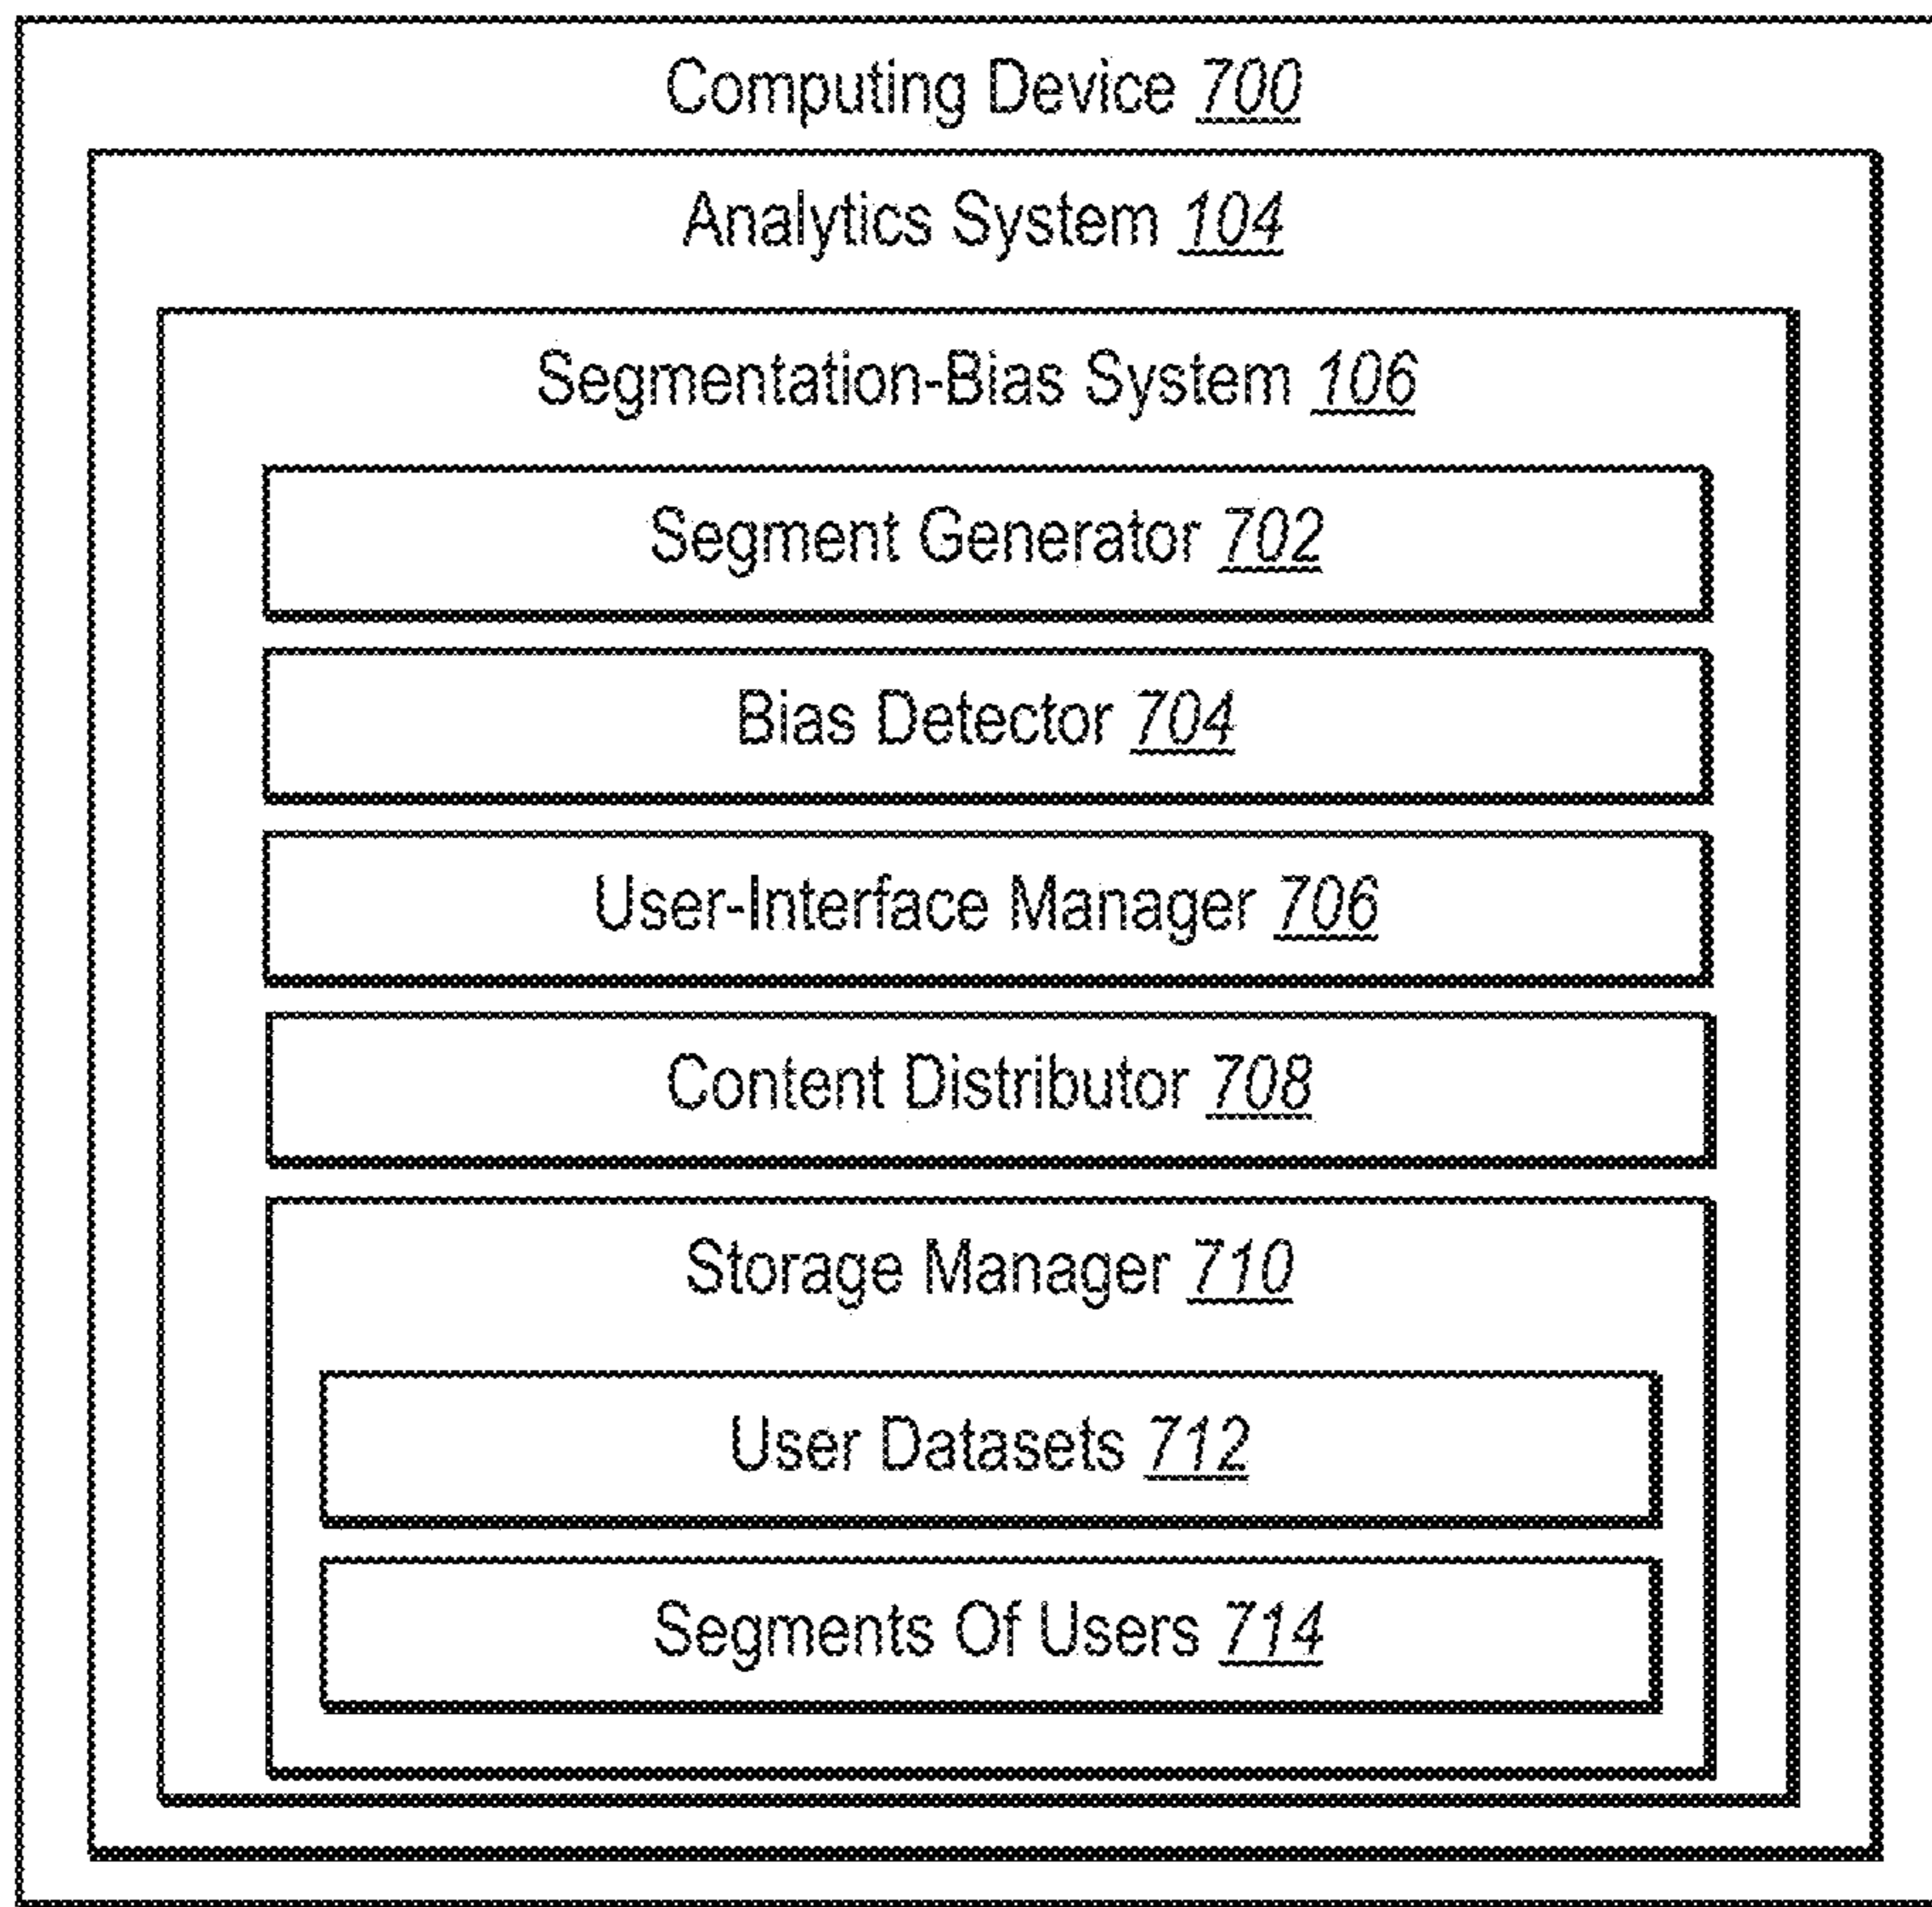 Computing Device 700
Analytics System 104
Segmentation-Bias System 106
Segment Generator 702
Bias Detector 704
User-Interface Manager 706
Content Distributor 708
Storage Manager 710
User Datasets 712
Segments Of Users 714